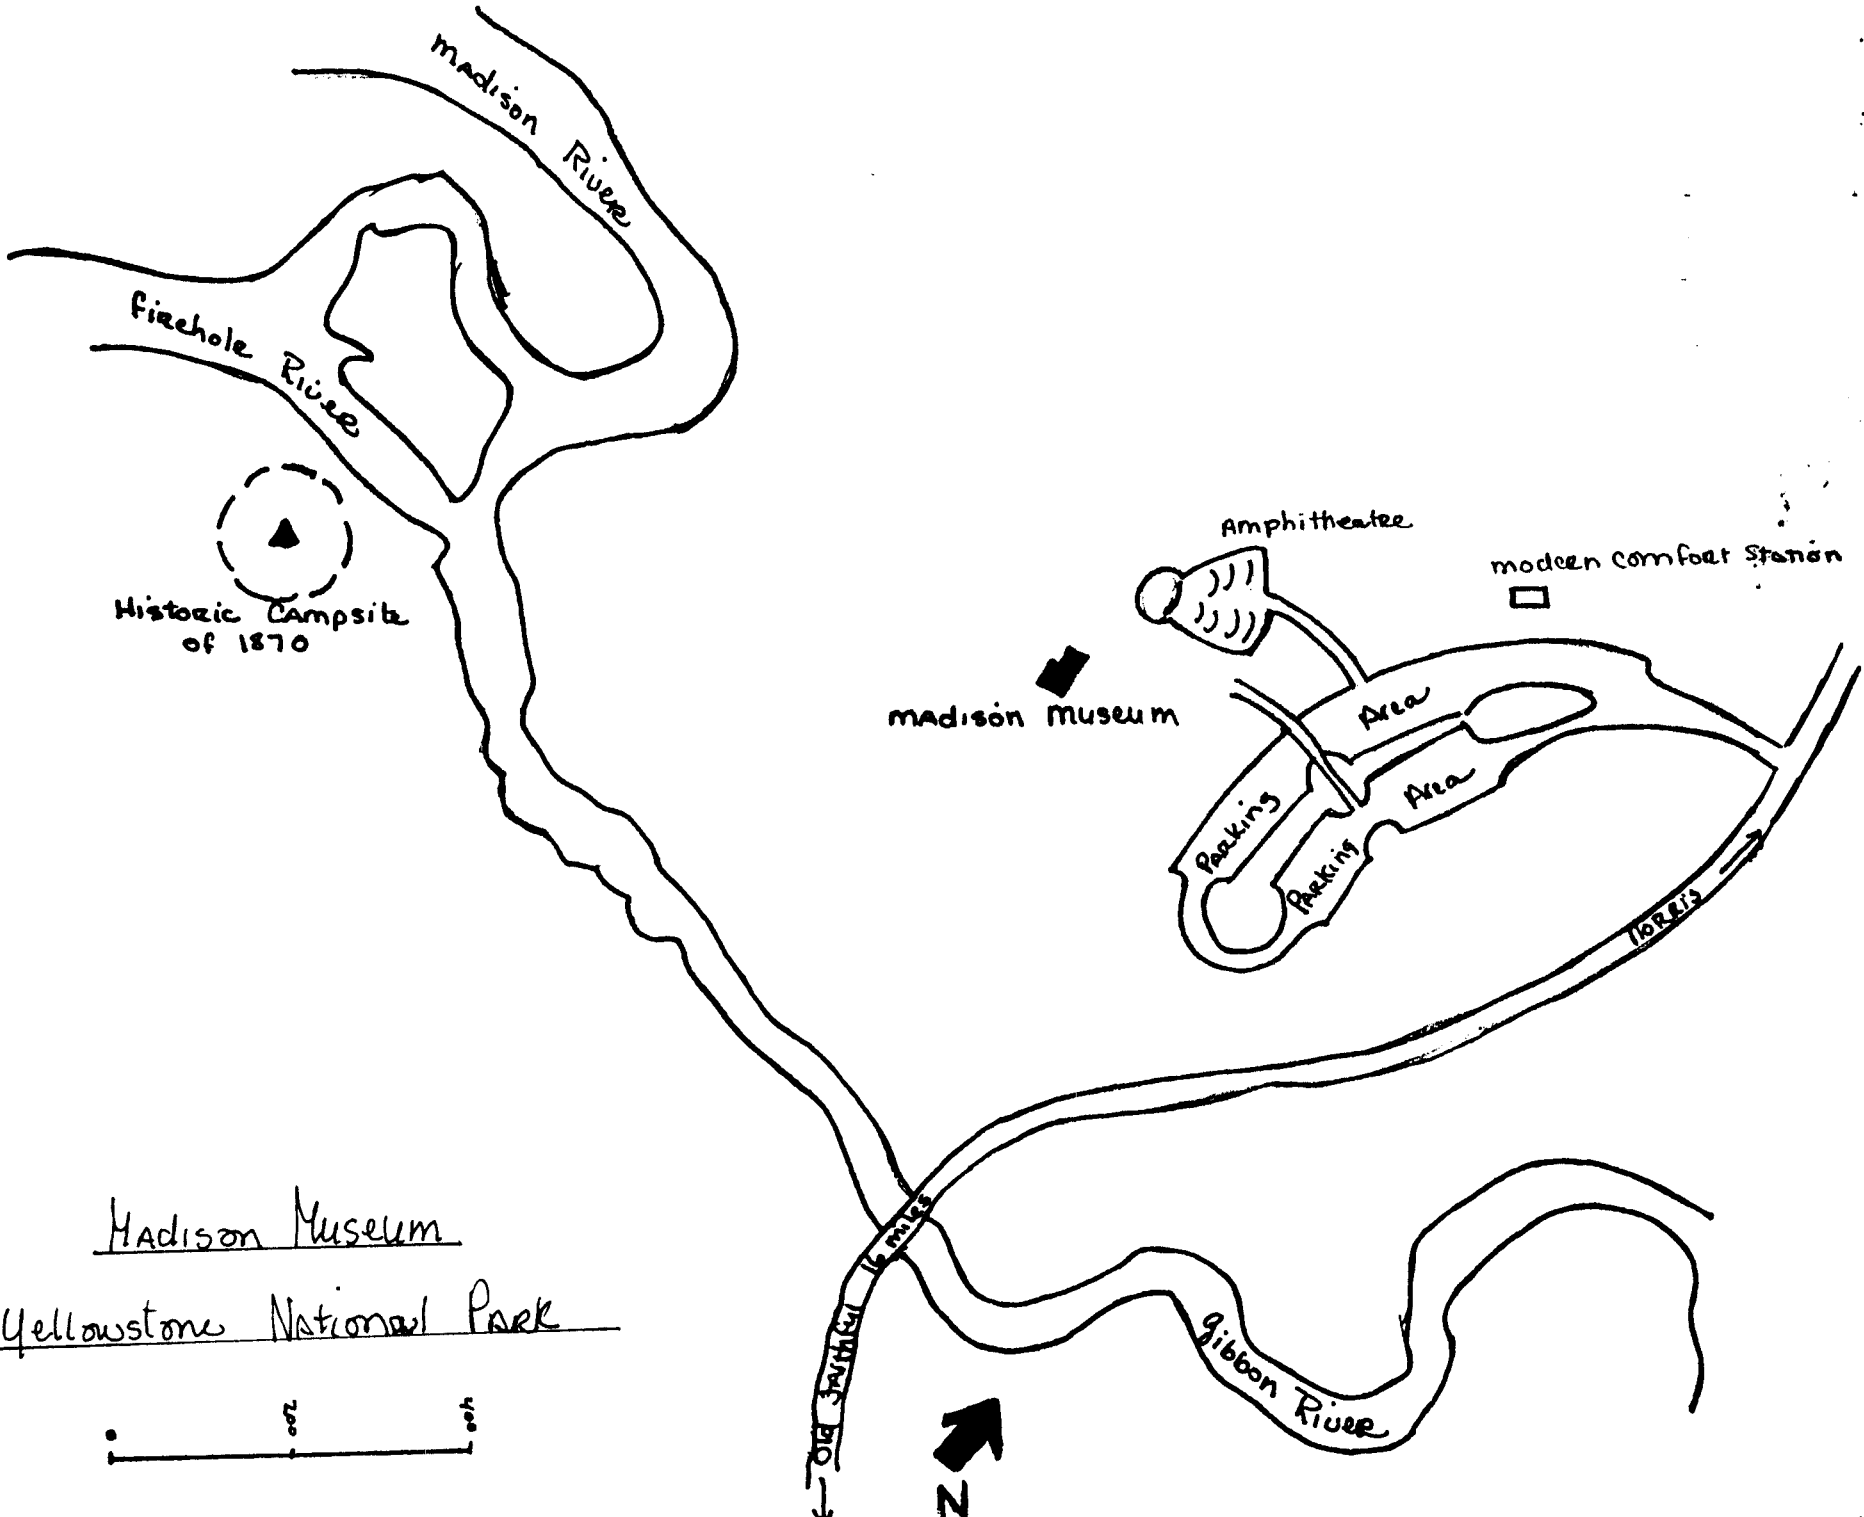 Madison River
Firehole River
Historic Campsite
of 1870
Amphitheatre
modern comfort Station
Madison Museum
Area
Area
Parking
Parking
Norris
16 miles
Old Faithful
Gibbon River
Madison Museum
Yellowstone National Park
0 200 400
N